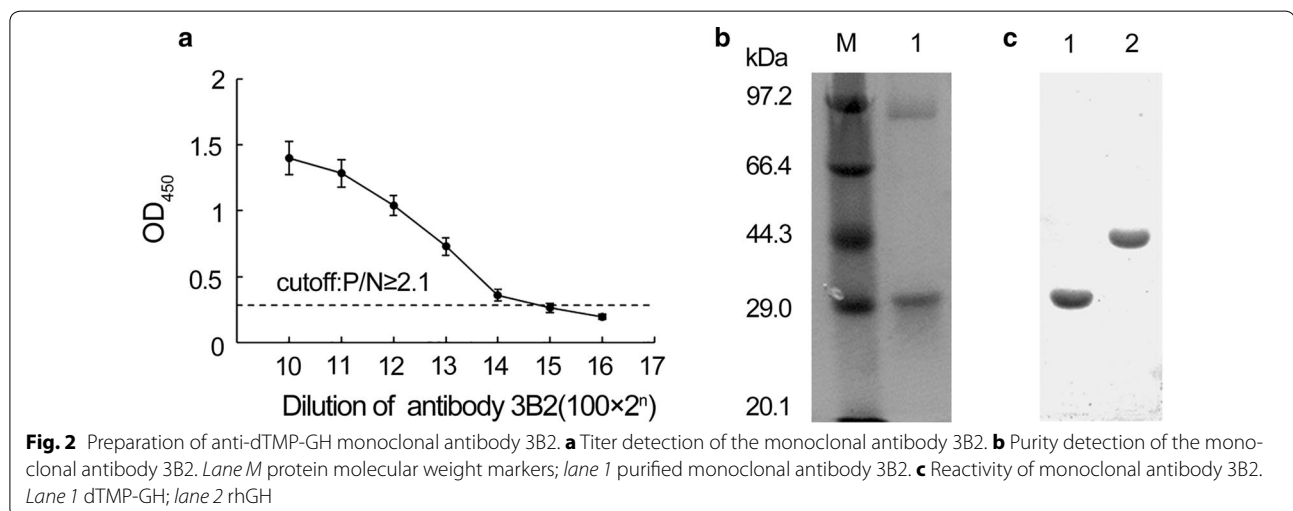 a
2
1.5
1
0.5
0
OD450
cutoff:P/N≥2.1
10 11 12 13 14 15 16 17
Dilution of antibody 3B2(100×2ⁿ)
b
kDa
M 1
97.2
66.4
44.3
29.0
20.1
c
1 2
Fig. 2 Preparation of anti-dTMP-GH monoclonal antibody 3B2. a Titer detection of the monoclonal antibody 3B2. b Purity detection of the mono-
clonal antibody 3B2. Lane M protein molecular weight markers; lane 1 purified monoclonal antibody 3B2. c Reactivity of monoclonal antibody 3B2.
Lane 1 dTMP-GH; lane 2 rhGH